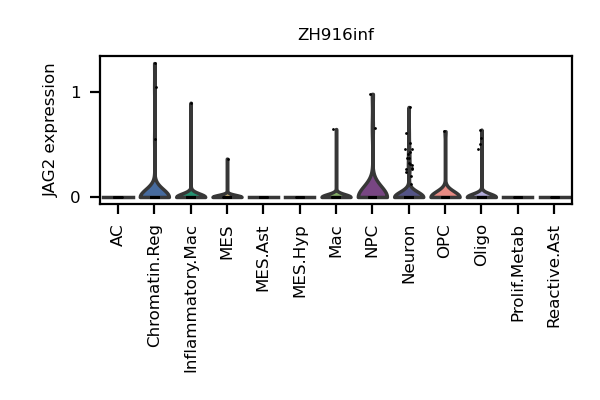 ZH916inf
JAG2 expression
1
0
AC
Chromatin.Reg
Inflammatory.Mac
MES
MES.Ast
MES.Hyp
Mac
NPC
Neuron
OPC
Oligo
Prolif.Metab
Reactive.Ast